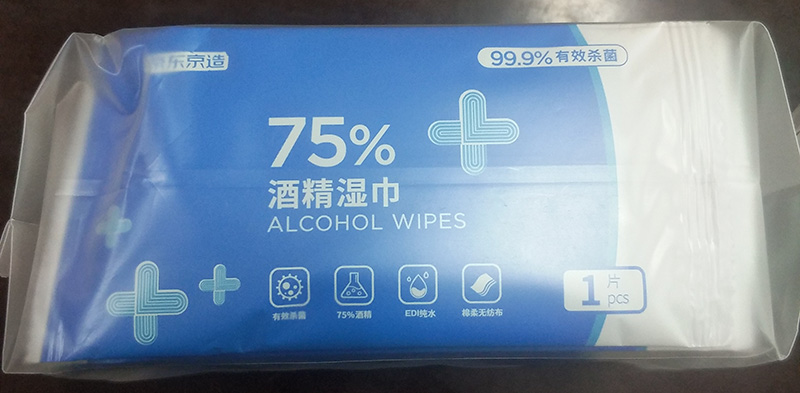 京东京造
99.9%有效杀菌
75%
酒精湿巾
ALCOHOL WIPES
有效杀菌
75%酒精
EDI纯水
棉柔无纺布
1片
pcs